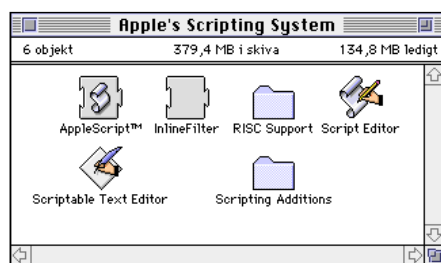 Apple's Scripting System
6 objekt 379,4 MB i skiva 134,8 MB ledigt
AppleScript™ InlineFilter RISC Support Script Editor
Scriptable Text Editor Scripting Additions